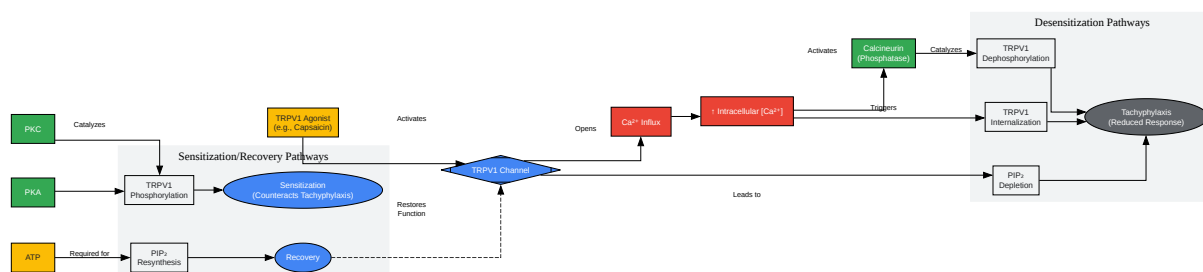 Desensitization Pathways
Activates
Calcineurin
(Phosphatase)
Catalyzes
TRPV1
Dephosphorylation
PKC
Catalyzes
TRPV1 Agonist
(e.g., Capsaicin)
Activates
Opens
Ca²⁺ Influx
↑ Intracellular [Ca²⁺]
Triggers
TRPV1
Internalization
Tachyphylaxis
(Reduced Response)
Sensitization/Recovery Pathways
PKA
TRPV1
Phosphorylation
Sensitization
(Counteracts Tachyphylaxis)
TRPV1 Channel
Leads to
PIP₂
Depletion
Restores
Function
ATP
Required for
PIP₂
Resynthesis
Recovery